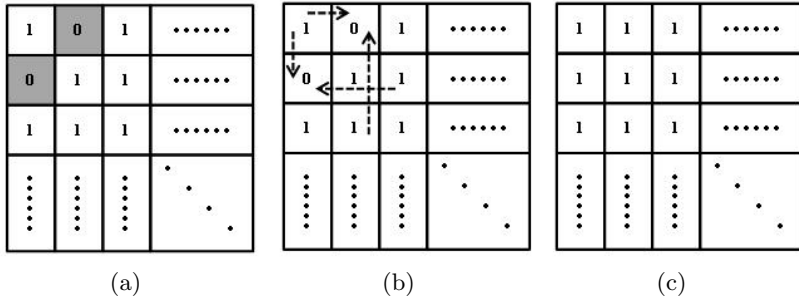 1 0 1 ...... 1 0 1 ...... 1 1 1 ......
0 1 1 ...... 0 1 1 ...... 1 1 1 ......
1 1 1 ...... 1 1 1 ...... 1 1 1 ......
(a) (b) (c)